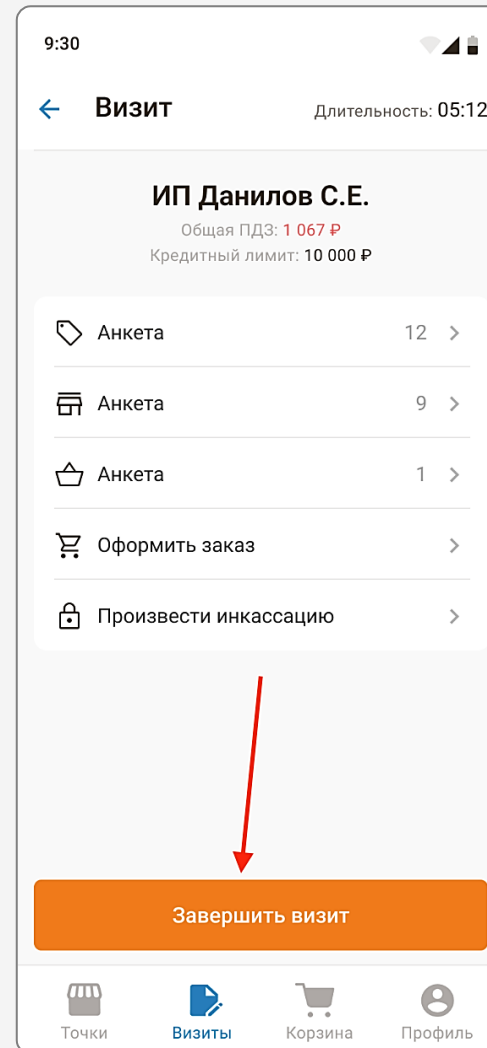 9:30
Визит
Длительность: 05:12
ИП Данилов С.Е.
Общая ПДЗ: 1 067 ₽
Кредитный лимит: 10 000 ₽
Анкета 12
Анкета 9
Анкета 1
Оформить заказ
Произвести инкассацию
Завершить визит
Точки Визиты Корзина Профиль